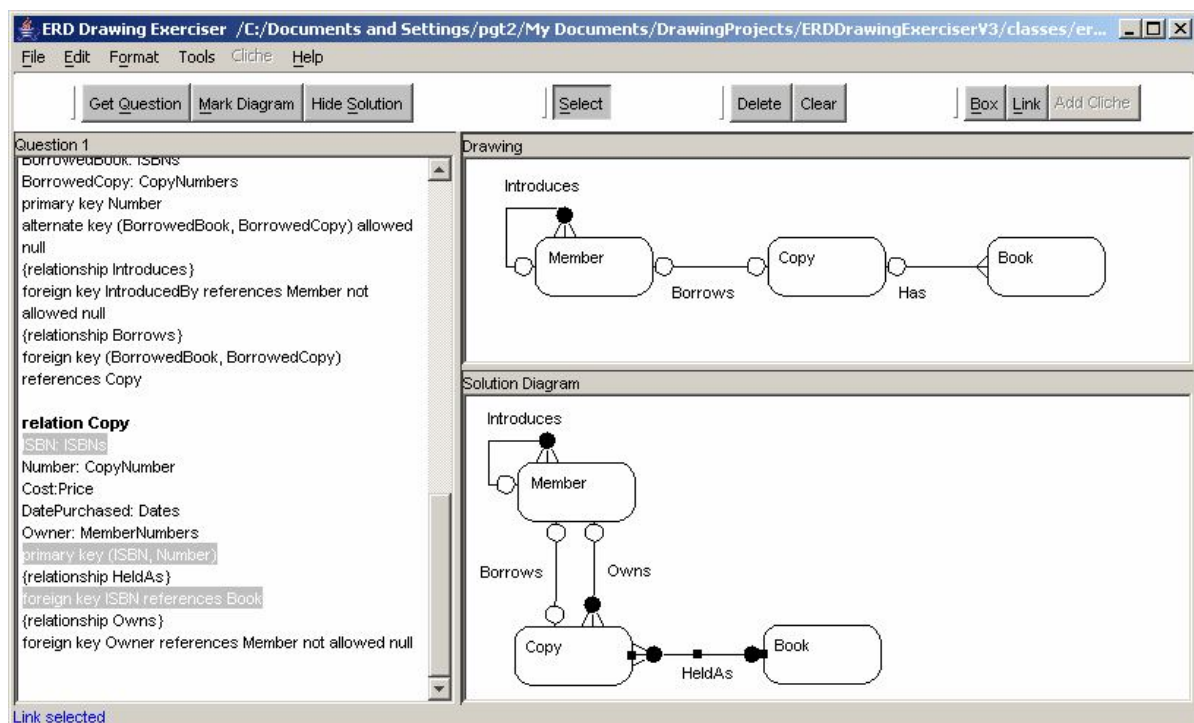 ERD Drawing Exerciser /C:/Documents and Settings/pgt2/My Documents/DrawingProjects/ERDDrawingExerciserV3/classes/er...
File Edit Format Tools Cliche Help
Get Question Mark Diagram Hide Solution Select Delete Clear Box Link Add Cliche
Question 1
BorrowedBook: ISBNs
BorrowedCopy: CopyNumbers
primary key Number
alternate key (BorrowedBook, BorrowedCopy) allowed
null
{relationship Introduces}
foreign key IntroducedBy references Member not
allowed null
{relationship Borrows}
foreign key (BorrowedBook, BorrowedCopy)
references Copy
relation Copy
ISBN: ISBNs
Number: CopyNumber
Cost:Price
DatePurchased: Dates
Owner: MemberNumbers
primary key (ISBN, Number)
{relationship HeldAs}
foreign key ISBN references Book
{relationship Owns}
foreign key Owner references Member not allowed null
Drawing
Introduces
Member Copy Book
Borrows Has
Solution Diagram
Introduces
Member
Borrows Owns
Copy Book
HeldAs
Link selected